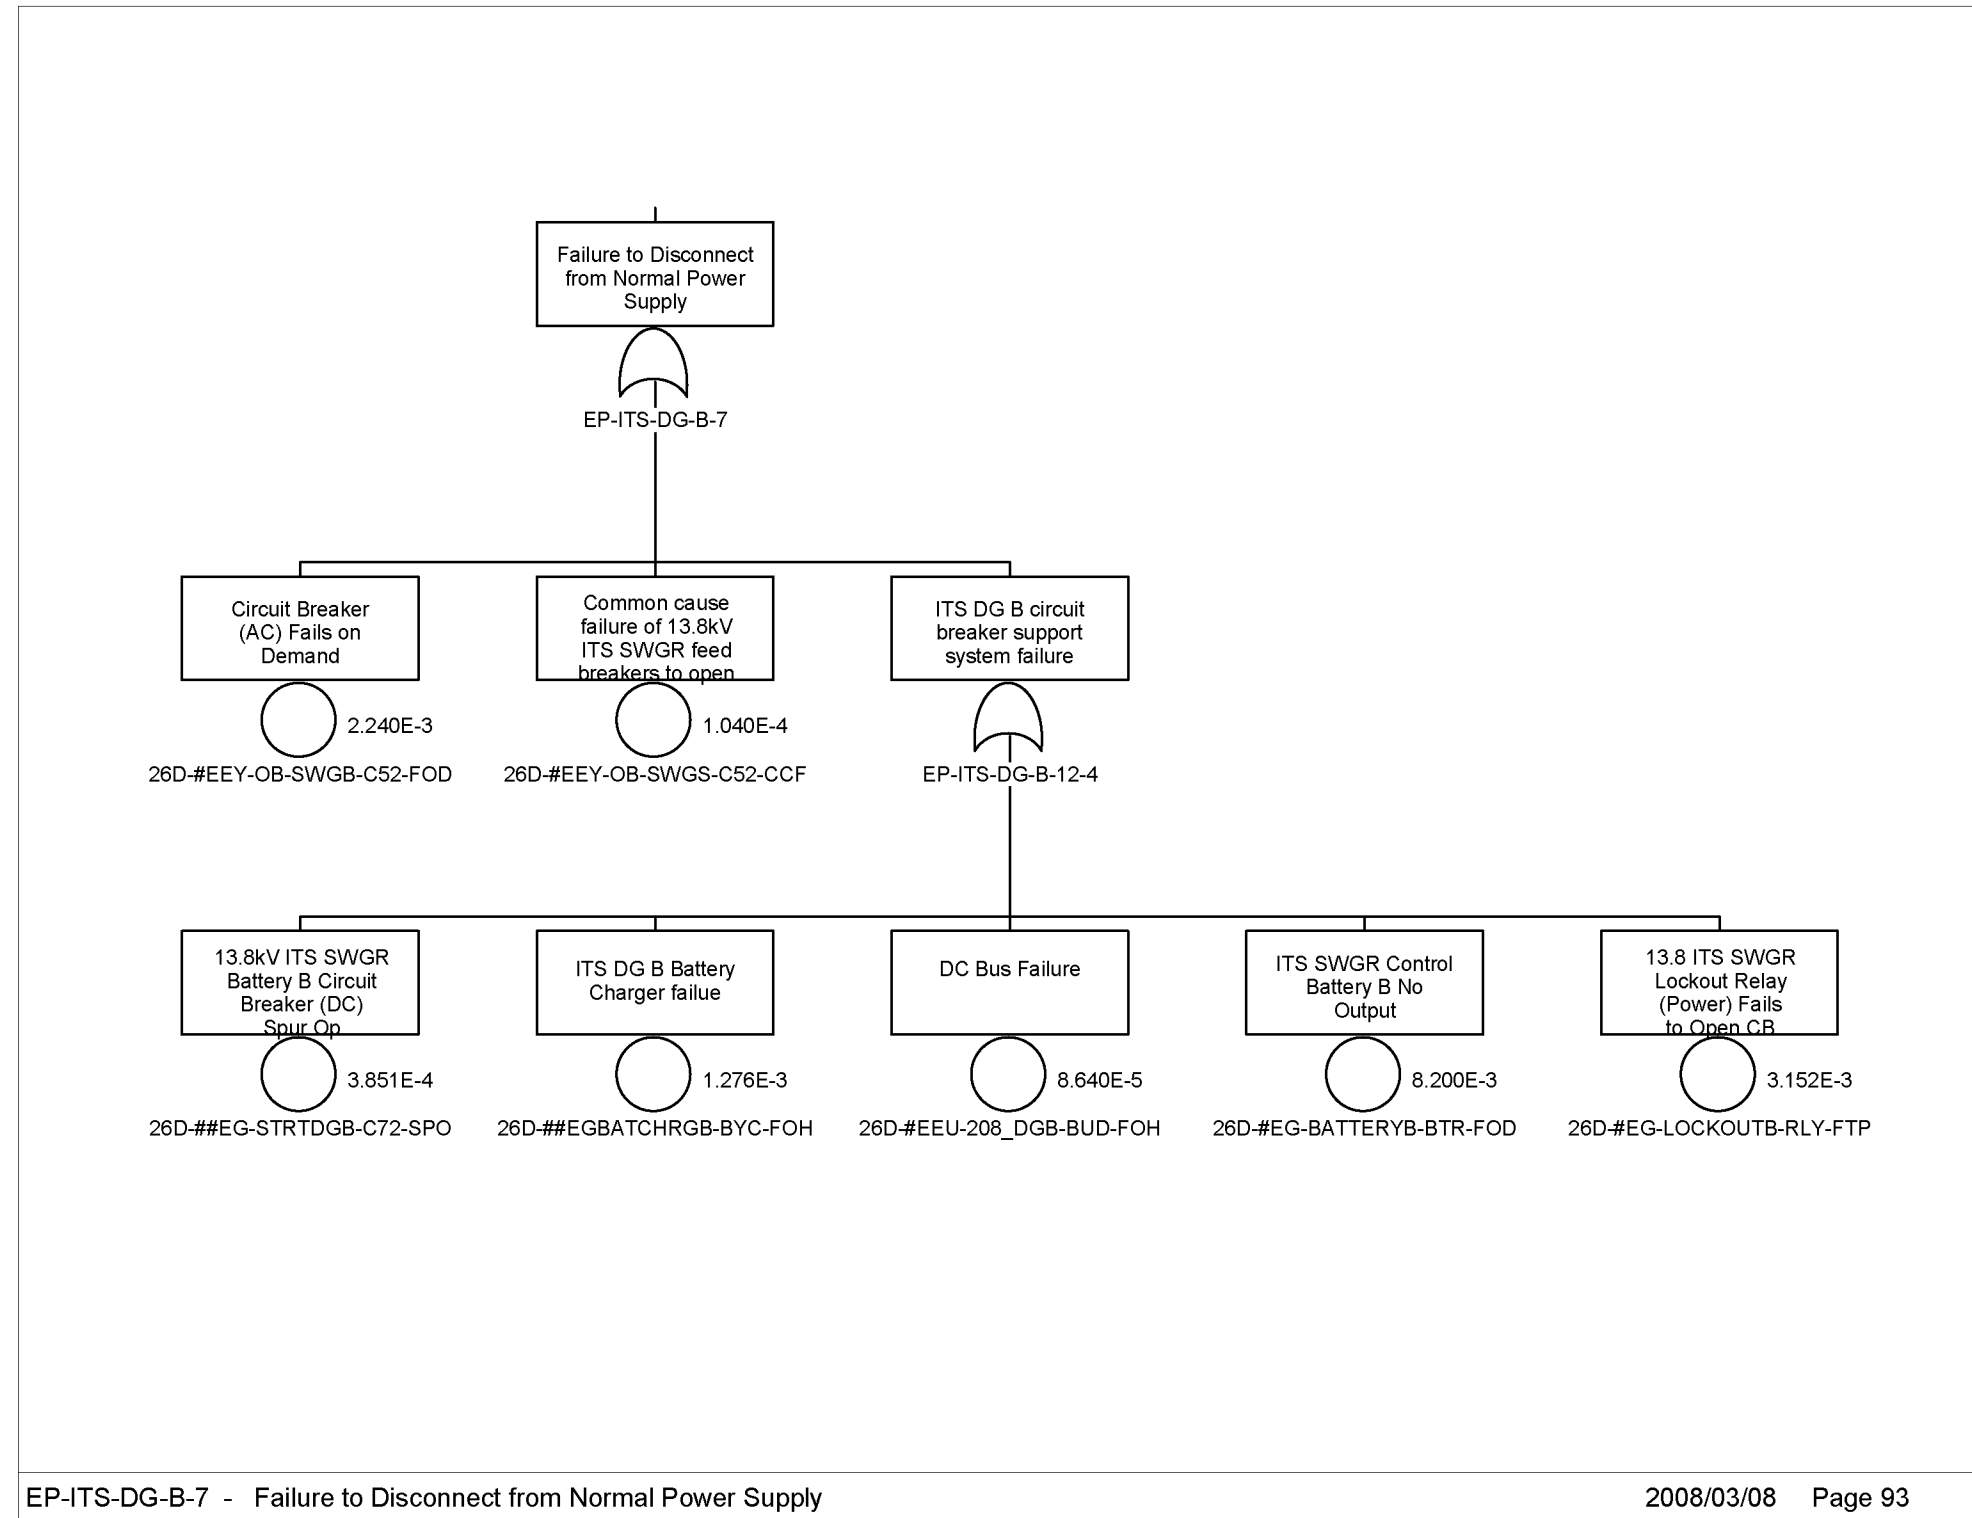 Failure to Disconnect
from Normal Power
Supply
EP-ITS-DG-B-7
Circuit Breaker
(AC) Fails on
Demand
2.240E-3
26D-#EEY-OB-SWGB-C52-FOD
Common cause
failure of 13.8kV
ITS SWGR feed
breakers to open
1.040E-4
26D-#EEY-OB-SWGS-C52-CCF
ITS DG B circuit
breaker support
system failure
EP-ITS-DG-B-12-4
13.8kV ITS SWGR
Battery B Circuit
Breaker (DC)
Spur Op
3.851E-4
26D-##EG-STRTDGB-C72-SPO
ITS DG B Battery
Charger failue
1.276E-3
26D-##EGBATCHRGB-BYC-FOH
DC Bus Failure
8.640E-5
26D-#EEU-208_DGB-BUD-FOH
ITS SWGR Control
Battery B No
Output
8.200E-3
26D-#EG-BATTERYB-BTR-FOD
13.8 ITS SWGR
Lockout Relay
(Power) Fails
to Open CB
3.152E-3
26D-#EG-LOCKOUTB-RLY-FTP
EP-ITS-DG-B-7 - Failure to Disconnect from Normal Power Supply
2008/03/08 Page 93